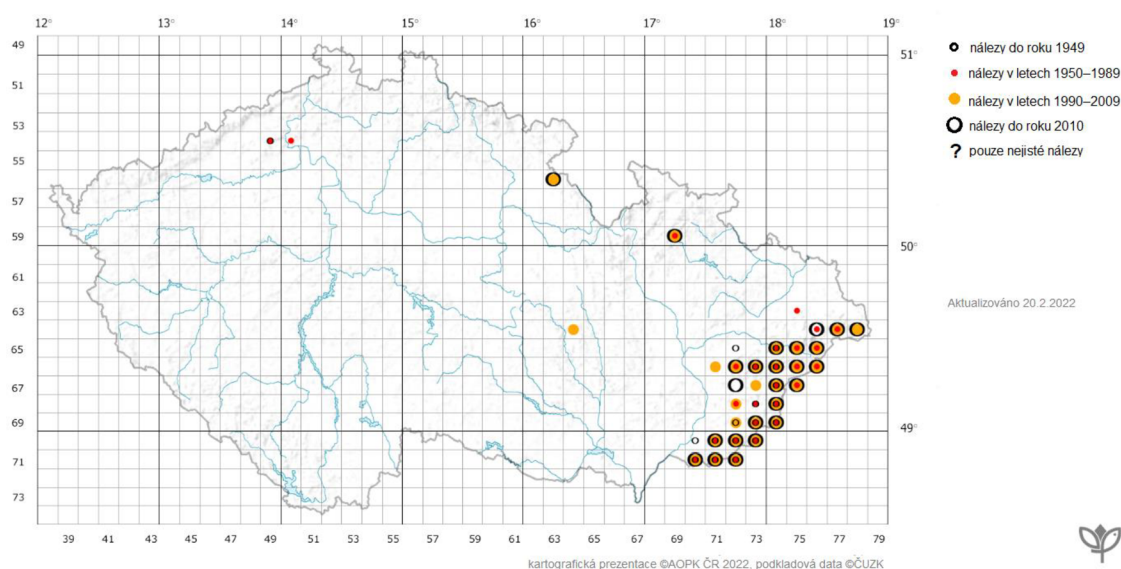 12° 13° 14° 15° 16° 17° 18° 19°
49 51°
51
53
55
57
59 50°
61
63
65
67
69 49°
71
73
39 41 43 45 47 49 51 53 55 57 59 61 63 65 67 69 71 73 75 77 79
kartografická prezentace ©AOPK ČR 2022, podkladová data ©ČUZK
nálezy do roku 1949
nálezy v letech 1950–1989
nálezy v letech 1990–2009
nálezy do roku 2010
? pouze nejisté nálezy
Aktualizováno 20.2.2022